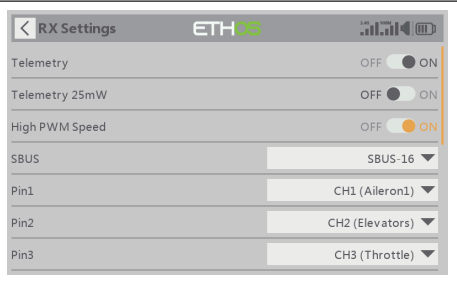 RX Settings ETHOS
Telemetry OFF ON
Telemetry 25mW OFF ON
High PWM Speed OFF ON
SBUS SBUS-16
Pin1 CH1 (Aileron1)
Pin2 CH2 (Elevators)
Pin3 CH3 (Throttle)